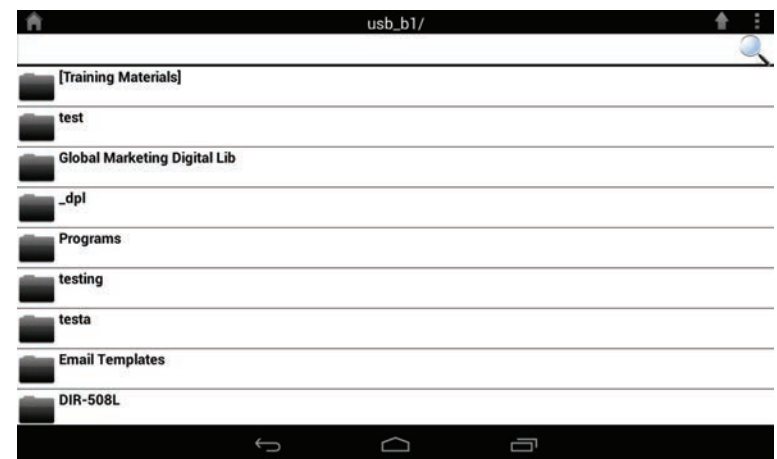 usb_b1/
[Training Materials]
test
Global Marketing Digital Lib
_dpl
Programs
testing
testa
Email Templates
DIR-508L